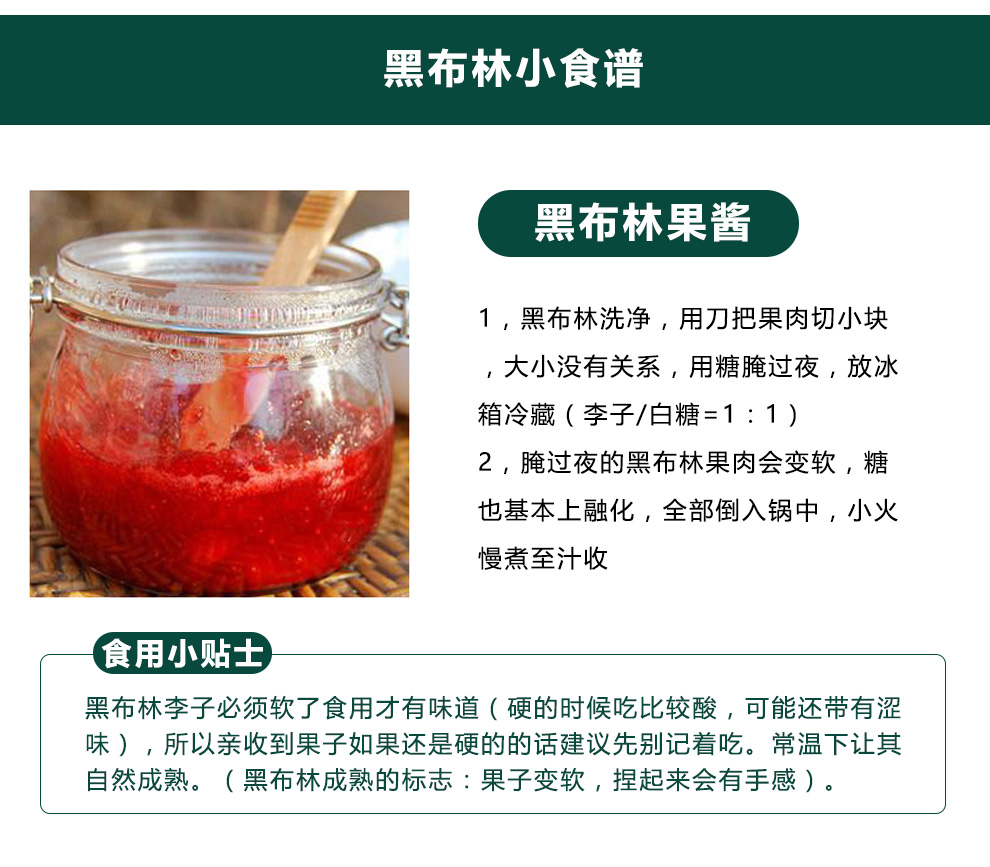 黑布林小食谱
黑布林果酱
1，黑布林洗净，用刀把果肉切小块
，大小没有关系，用糖腌过夜，放冰
箱冷藏（李子/白糖=1：1）
2，腌过夜的黑布林果肉会变软，糖
也基本上融化，全部倒入锅中，小火
慢煮至汁收
食用小贴士
黑布林李子必须软了食用才有味道（硬的时候吃比较酸，可能还带有涩
味），所以亲收到果子如果还是硬的的话建议先别记着吃。常温下让其
自然成熟。（黑布林成熟的标志：果子变软，捏起来会有手感）。